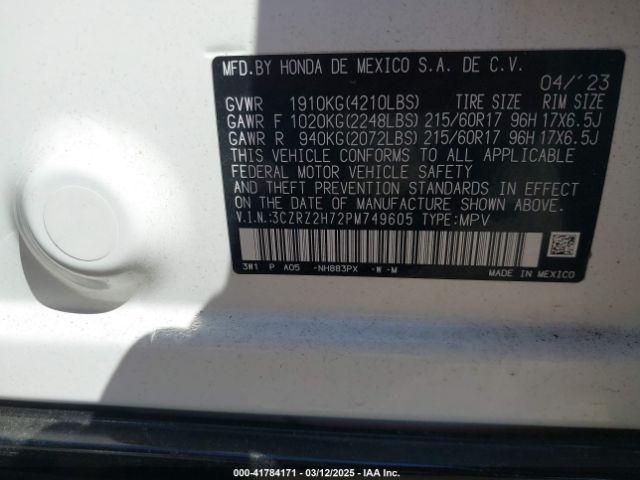 MFD.BY HONDA DE MEXICO S.A. DE C.V.
04/'23
GVWR 1910KG(4210LBS) TIRE SIZE RIM SIZE
GAWR F 1020KG(2248LBS) 215/60R17 96H 17X6.5J
GAWR R 940KG(2072LBS) 215/60R17 96H 17X6.5J
THIS VEHICLE CONFORMS TO ALL APPLICABLE
FEDERAL MOTOR VEHICLE SAFETY
AND THEFT PREVENTION STANDARDS IN EFFECT
ON THE DATE OF MANUFACTURE SHOWN ABOVE.
V.I.N.:3CZRZ2H72PM749605 TYPE:MPV
3W1 P A05 -NH883PX -W -M MADE IN MEXICO
000-41784171 - 03/12/2025 - IAA Inc.